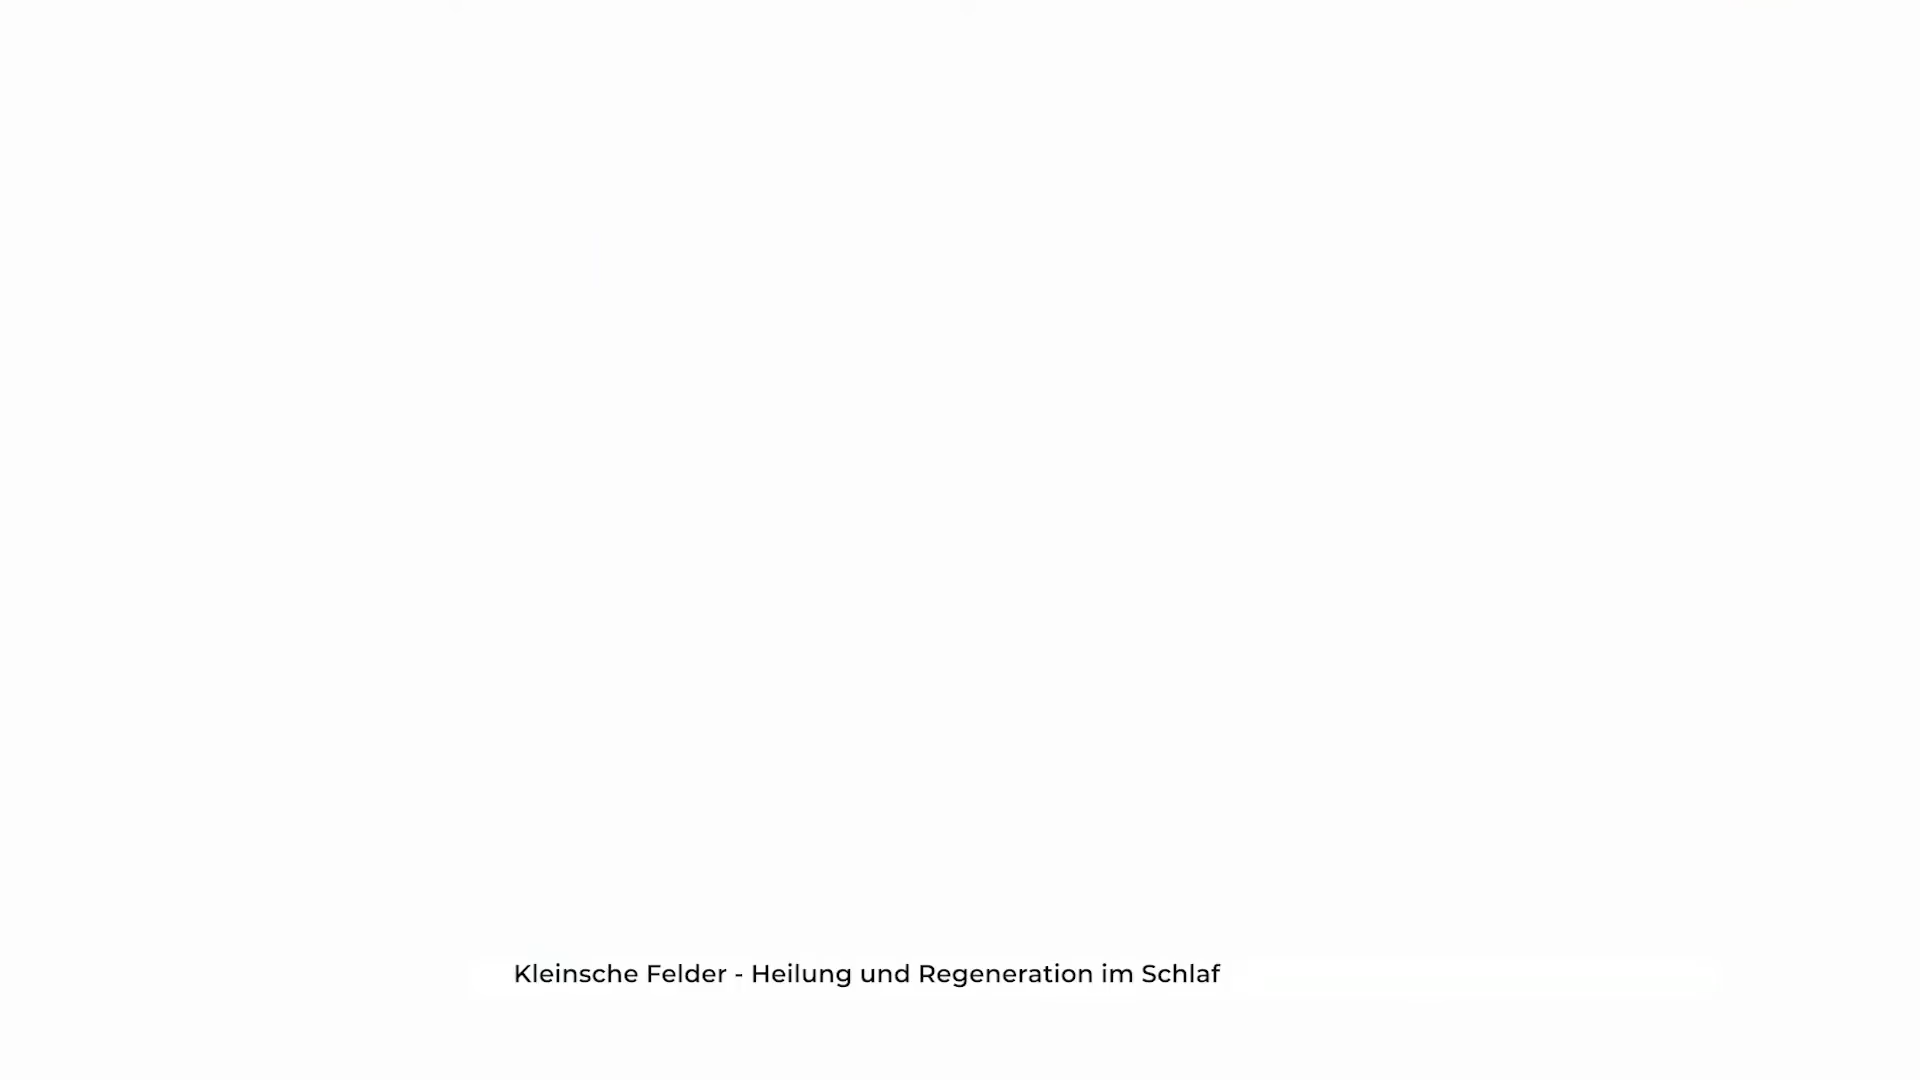 Kleinsche Felder - Heilung und Regeneration im Schlaf